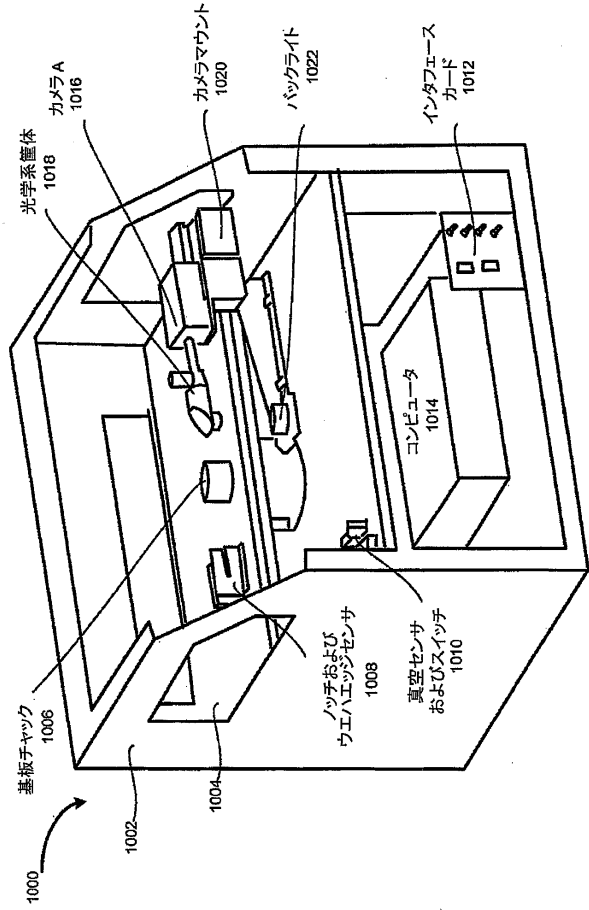 1000
1002
1004
基板チャック
1006
ノッチおよび
ウエハエッジセンサ
1008
真空センサ
およびスイッチ
1010
光学系筐体
1018
カメラA
1016
カメラマウント
1020
バックライト
1022
インタフェース
カード
1012
コンピュータ
1014